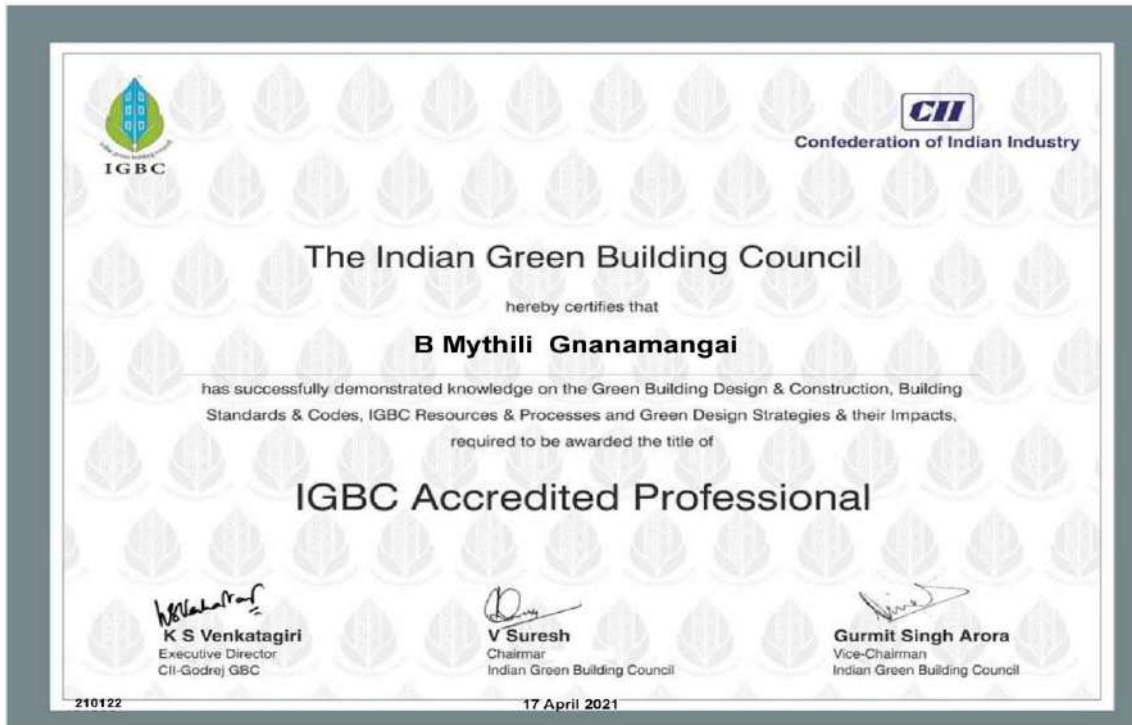 IGBC
CII
Confederation of Indian Industry
The Indian Green Building Council
hereby certifies that
B Mythili Gnanamangai
has successfully demonstrated knowledge on the Green Building Design & Construction, Building
Standards & Codes, IGBC Resources & Processes and Green Design Strategies & their Impacts,
required to be awarded the title of
IGBC Accredited Professional
K S Venkatagiri
Executive Director
CII-Godrej GBC
V Suresh
Chairmar
Indian Green Building Council
Gurmit Singh Arora
Vice-Chairman
Indian Green Building Council
210122
17 April 2021